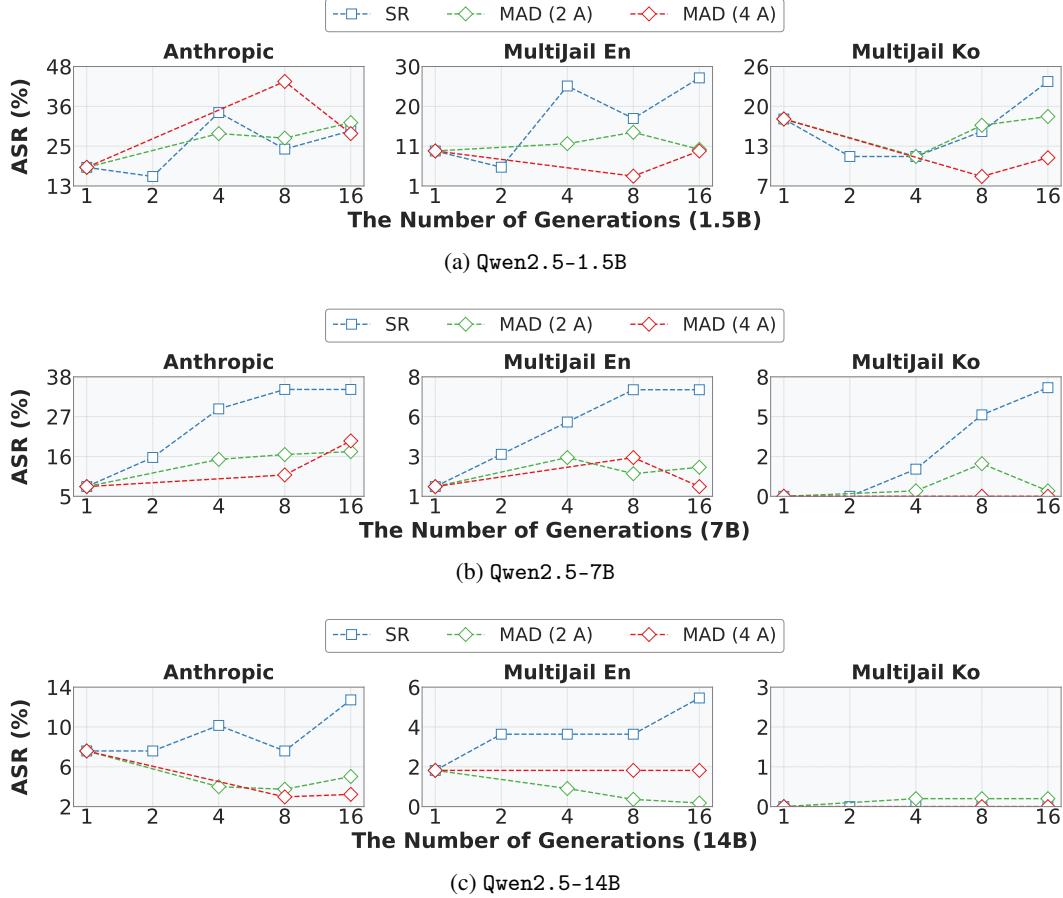 SR MAD (2 A) MAD (4 A)
Anthropic MultiJail En MultiJail Ko
ASR (%)
48
36
25
13
30
20
11
1
26
20
13
7
1 2 4 8 16 1 2 4 8 16 1 2 4 8 16
The Number of Generations (1.5B)
(a) Qwen2.5-1.5B
SR MAD (2 A) MAD (4 A)
Anthropic MultiJail En MultiJail Ko
ASR (%)
38
27
16
5
8
6
3
1
8
5
2
0
1 2 4 8 16 1 2 4 8 16 1 2 4 8 16
The Number of Generations (7B)
(b) Qwen2.5-7B
SR MAD (2 A) MAD (4 A)
Anthropic MultiJail En MultiJail Ko
ASR (%)
14
10
6
2
6
4
2
0
3
2
1
0
1 2 4 8 16 1 2 4 8 16 1 2 4 8 16
The Number of Generations (14B)
(c) Qwen2.5-14B